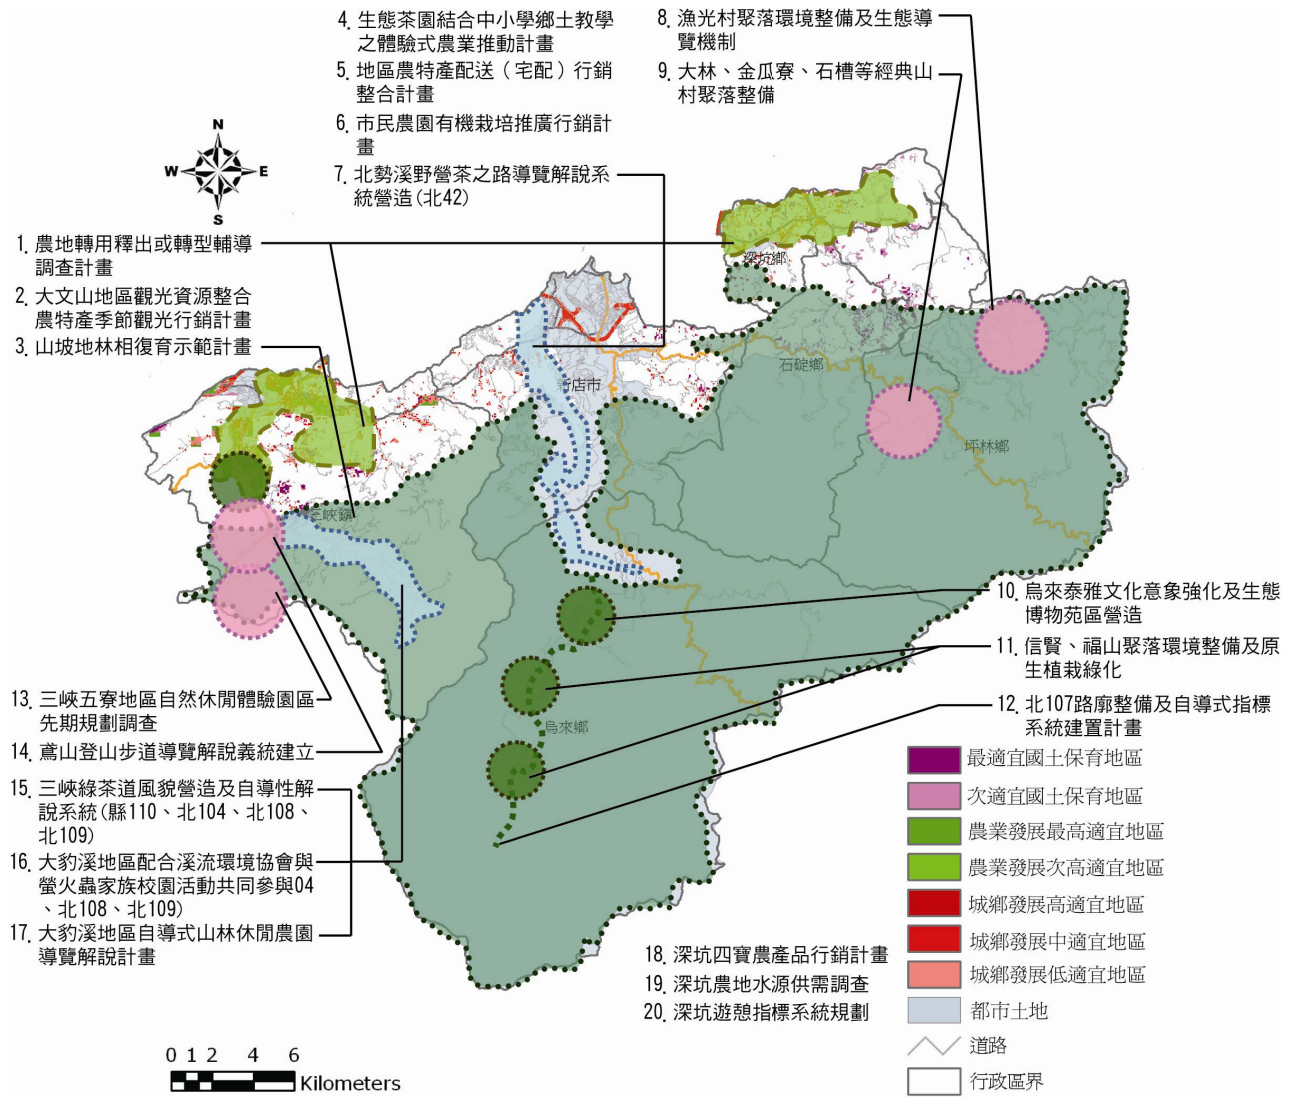 4. 生態茶園結合中小學鄉土教學
之體驗式農業推動計畫
5. 地區農特產配送（宅配）行銷
整合計畫
6. 市民農園有機栽培推廣行銷計
畫
7. 北勢溪野營茶之路導覽解說系
統營造(北42)
8. 漁光村聚落環境整備及生態導
覽機制
9. 大林、金瓜寮、石槽等經典山
村聚落整備
N
W
E
S
1. 農地轉用釋出或轉型輔導
調查計畫
2. 大文山地區觀光資源整合
農特產季節觀光行銷計畫
3. 山坡地林相復育示範計畫
深坑鄉
石碇鄉
新店市
坪林鄉
三峽鎮
烏來鄉
10. 烏來泰雅文化意象強化及生態
博物苑區營造
11. 信賢、福山聚落環境整備及原
生植栽綠化
12. 北107路廓整備及自導式指標
系統建置計畫
13. 三峽五寮地區自然休閒體驗園區
先期規劃調查
14. 鳶山登山步道導覽解說義統建立
15. 三峽綠茶道風貌營造及自導性解
說系統(縣110、北104、北108、
北109)
16. 大豹溪地區配合溪流環境協會與
螢火蟲家族校園活動共同參與04
、北108、北109)
17. 大豹溪地區自導式山林休閒農園
導覽解說計畫
18. 深坑四寶農產品行銷計畫
19. 深坑農地水源供需調查
20. 深坑遊憩指標系統規劃
最適宜國土保育地區
次適宜國土保育地區
農業發展最高適宜地區
農業發展次高適宜地區
城鄉發展高適宜地區
城鄉發展中適宜地區
城鄉發展低適宜地區
都市土地
道路
行政區界
0 1 2 4 6
Kilometers